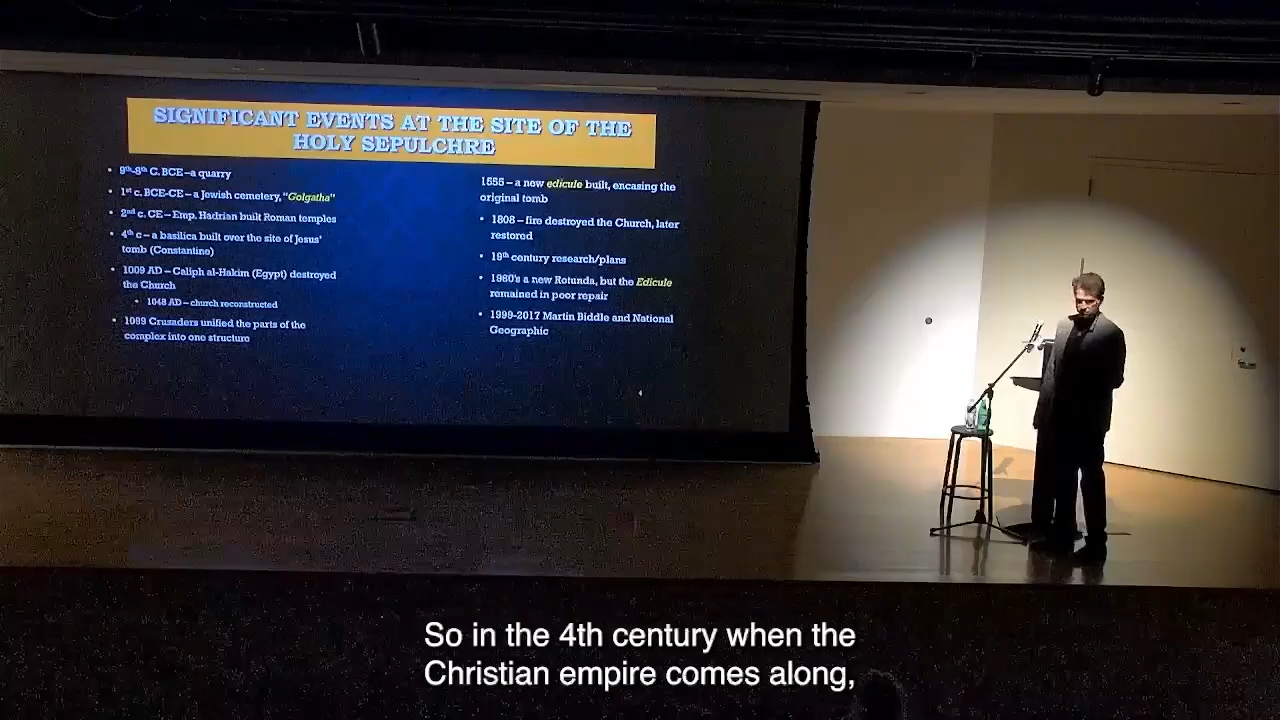 SIGNIFICANT EVENTS AT THE SITE OF THE
HOLY SEPULCHRE
• 9th-8th C. BCE – a quarry
• 1st c. BCE-CE – a Jewish cemetery, "Golgatha"
• 2nd c. CE – Emp. Hadrian built Roman temples
• 4th c – a basilica built over the site of Jesus'
tomb (Constantine)
• 1009 AD – Caliph al-Hakim (Egypt) destroyed
the Church
• 1048 AD – church reconstructed
• 1099 Crusaders unified the parts of the
complex into one structure
1555 – a new edicule built, encasing the
original tomb
• 1808 – fire destroyed the Church, later
restored
• 19th century research/plans
• 1960's a new Rotunda, but the Edicule
remained in poor repair
• 1999-2017 Martin Biddle and National
Geographic
So in the 4th century when the
Christian empire comes along,